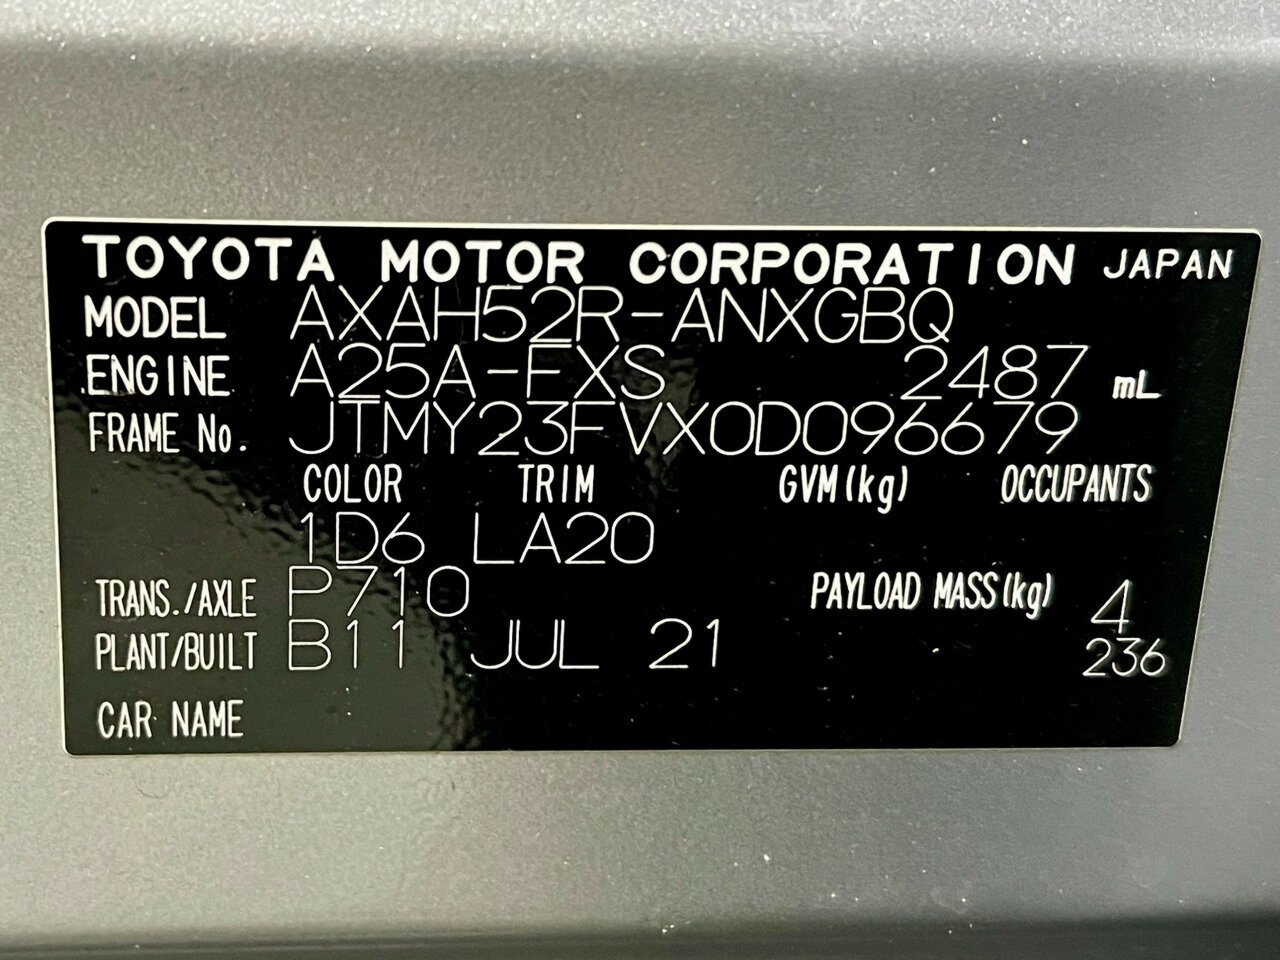 TOYOTA MOTOR CORPORATION JAPAN
MODEL AXAH52R-ANXGBQ
ENGINE A25A-FXS 2487 mL
FRAME No. JTMY23FVX0D096679
COLOR TRIM GVM(kg) OCCUPANTS
1D6 LA20
TRANS./AXLE P710 PAYLOAD MASS(kg) 4
PLANT/BUILT B11 JUL 21 236
CAR NAME